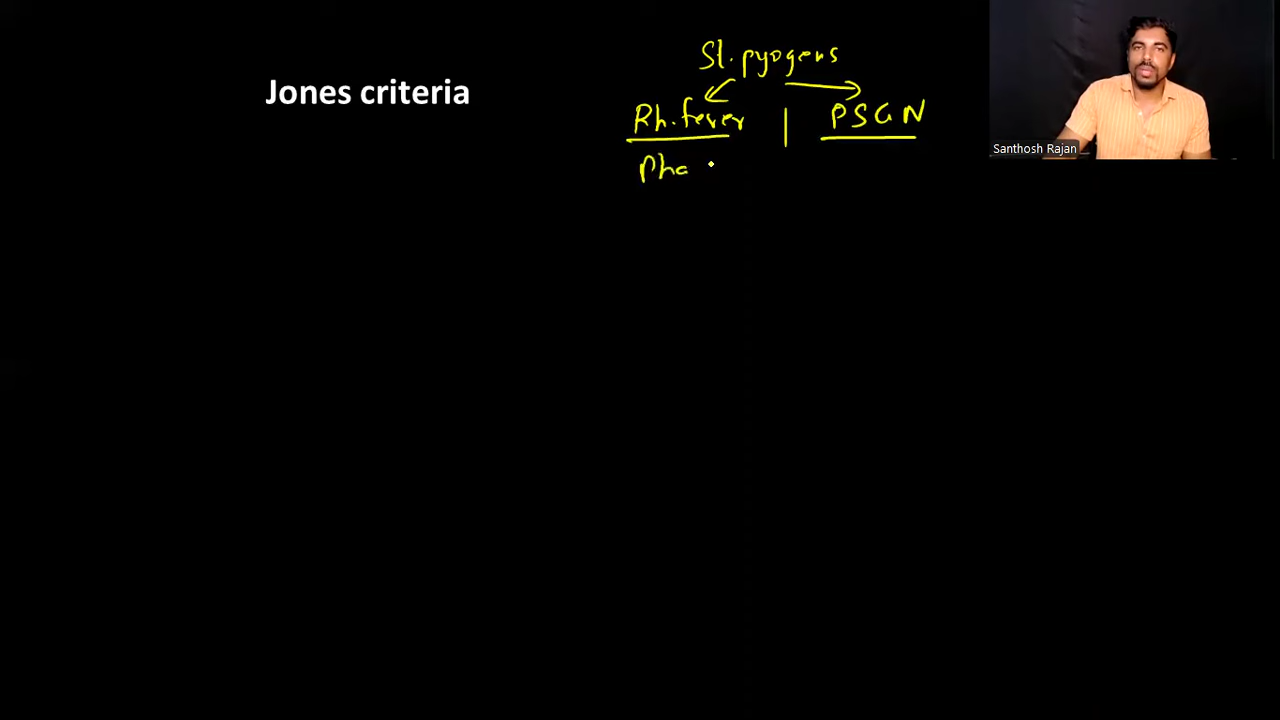 Jones criteria
St. pyogens
Rh. fever | PSGN
Pha
Santhosh Rajan